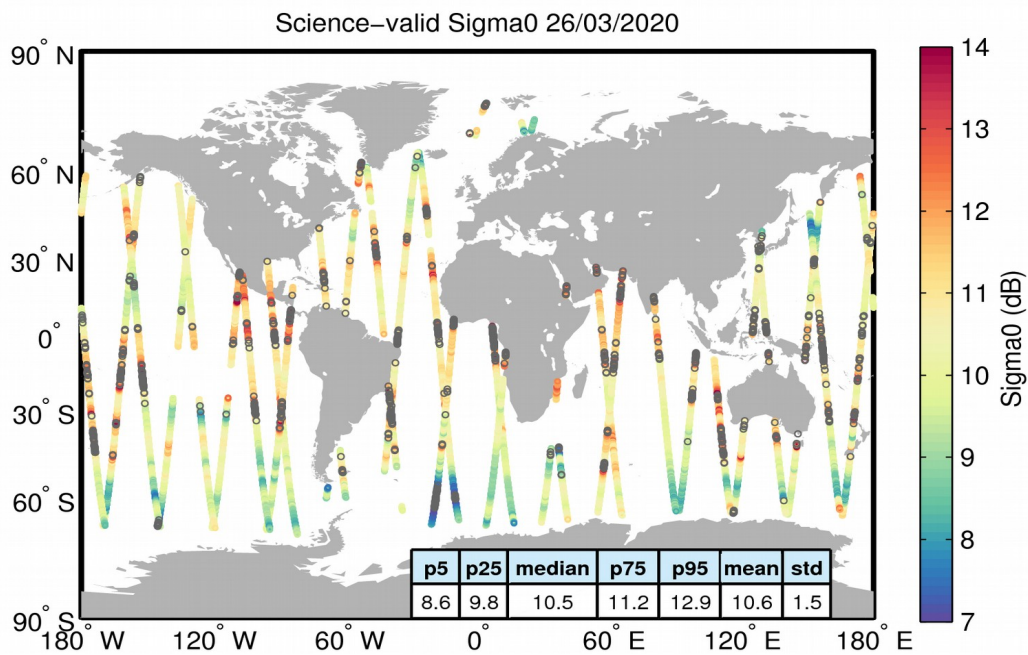 Science−valid Sigma0 26/03/2020
90° N
60° N
30° N
0°
30° S
60° S
90° S
180° W
120° W
60° W
0°
60° E
120° E
180° E
14
13
12
11
10
9
8
7
Sigma0 (dB)
p5 p25 median p75 p95 mean std
8.6 9.8 10.5 11.2 12.9 10.6 1.5